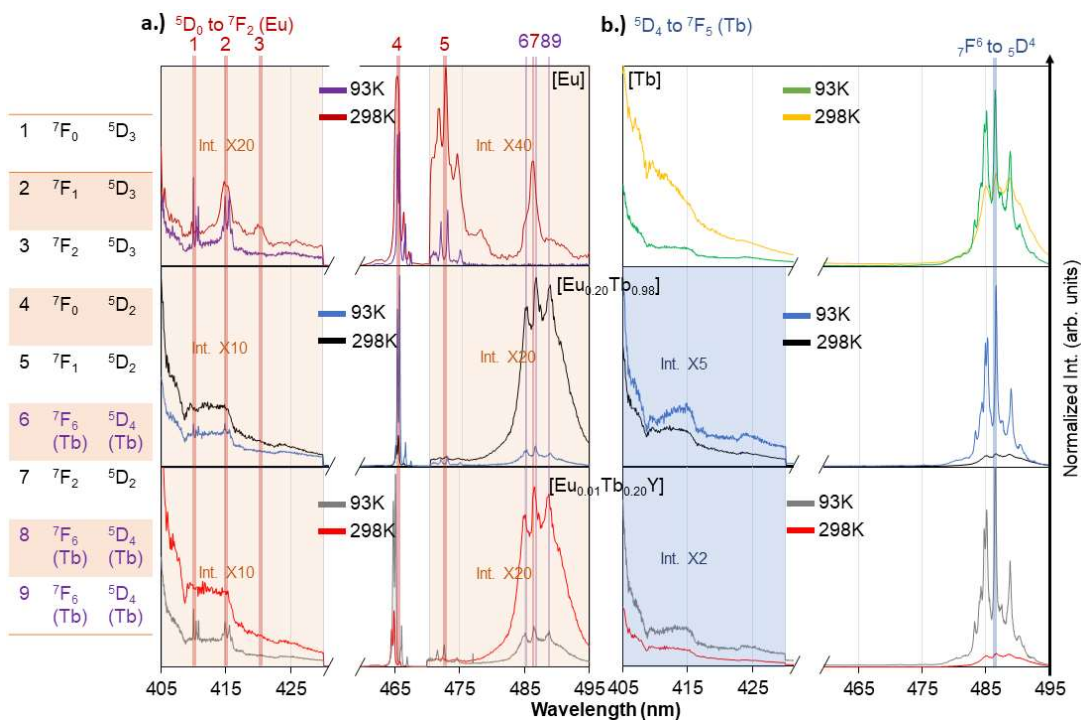 a.) ⁵D₀ to ⁷F₂ (Eu)
b.) ⁵D₄ to ⁷F₅ (Tb)
1 2 3
4 5 6 7 8 9
₇F⁶ to ₅D⁴
1 ⁷F₀ ⁵D₃
2 ⁷F₁ ⁵D₃
3 ⁷F₂ ⁵D₃
4 ⁷F₀ ⁵D₂
5 ⁷F₁ ⁵D₂
6 ⁷F₆ ⁵D₄
(Tb) (Tb)
7 ⁷F₂ ⁵D₂
8 ⁷F₆ ⁵D₄
(Tb) (Tb)
9 ⁷F₆ ⁵D₄
(Tb) (Tb)
[Eu]
93K
298K
Int. X20
Int. X40
[Tb]
93K
298K
[Eu₀.₂₀Tb₀.₉₈]
93K
298K
Int. X10
Int. X20
93K
298K
Int. X5
[Eu₀.₀₁Tb₀.₂₀Y]
93K
298K
Int. X10
Int. X20
93K
298K
Int. X2
405 415 425 465 475 485 495
405 415 425 465 475 485 495
Wavelength (nm)
Normalized Int. (arb. units)